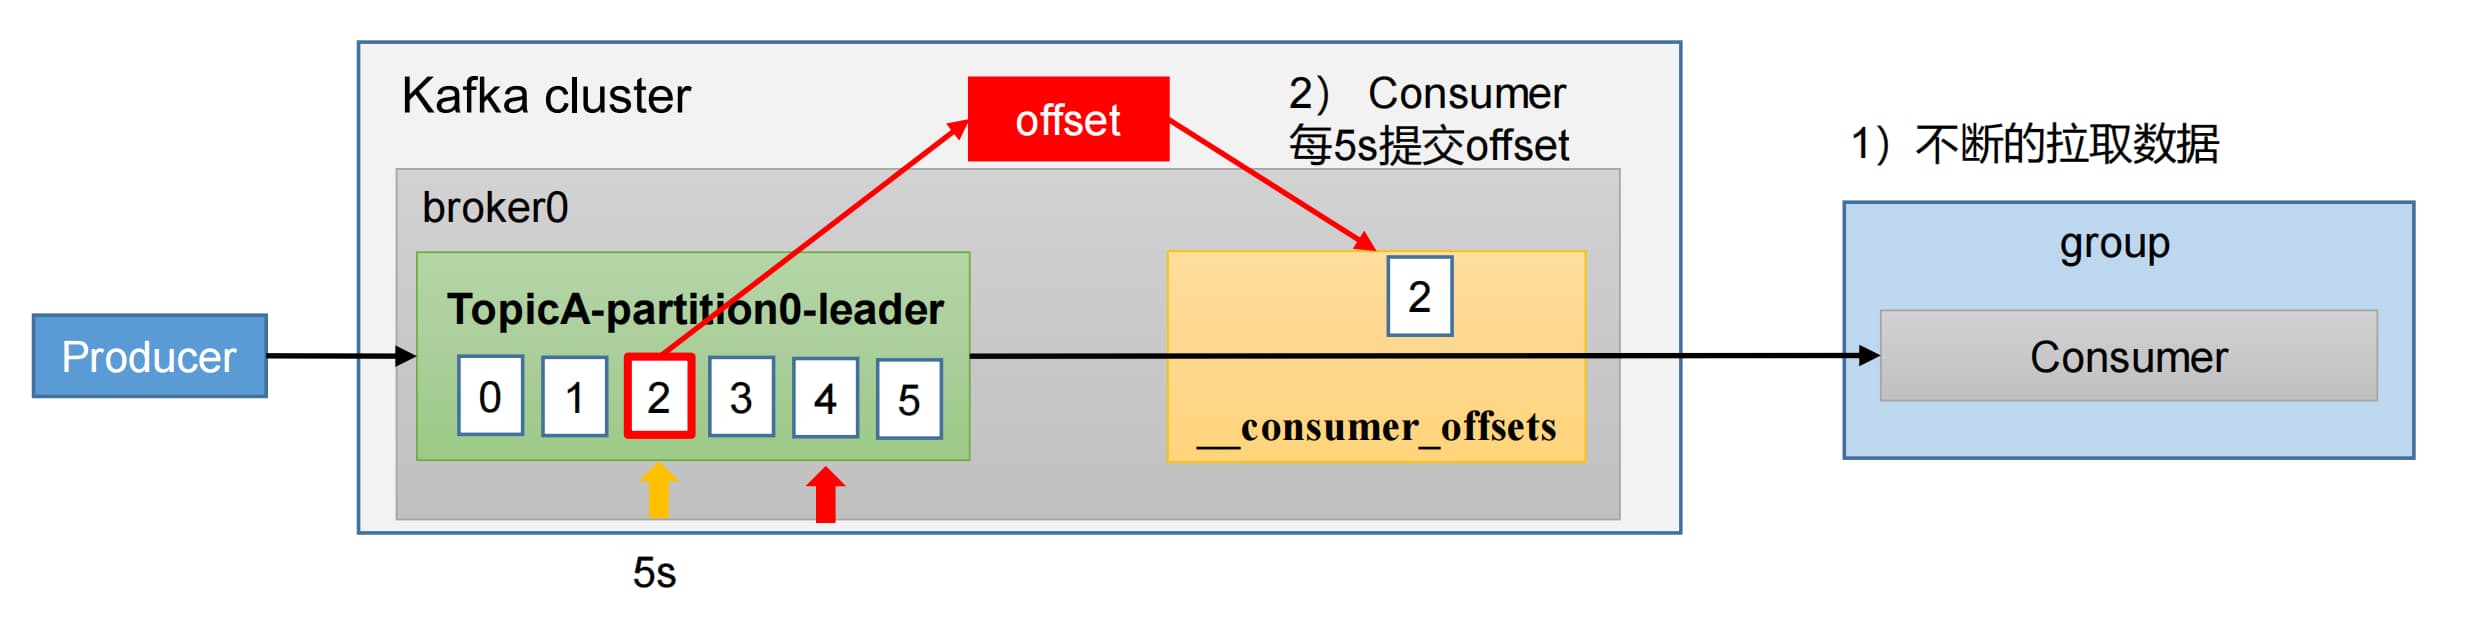 Kafka cluster
offset
2） Consumer
每5s提交offset
1）不断的拉取数据
broker0
group
TopicA-partition0-leader
2
Producer
Consumer
0 1 2 3 4 5
__consumer_offsets
5s